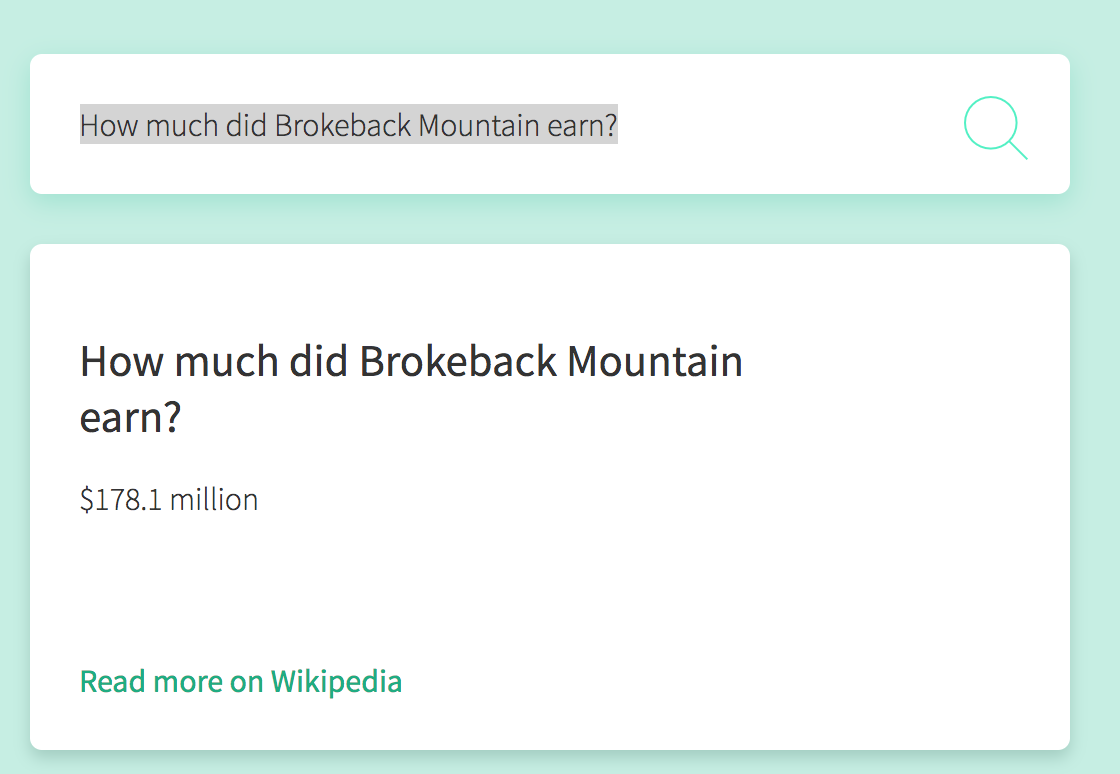 How much did Brokeback Mountain earn?
How much did Brokeback Mountain
earn?
$178.1 million
Read more on Wikipedia